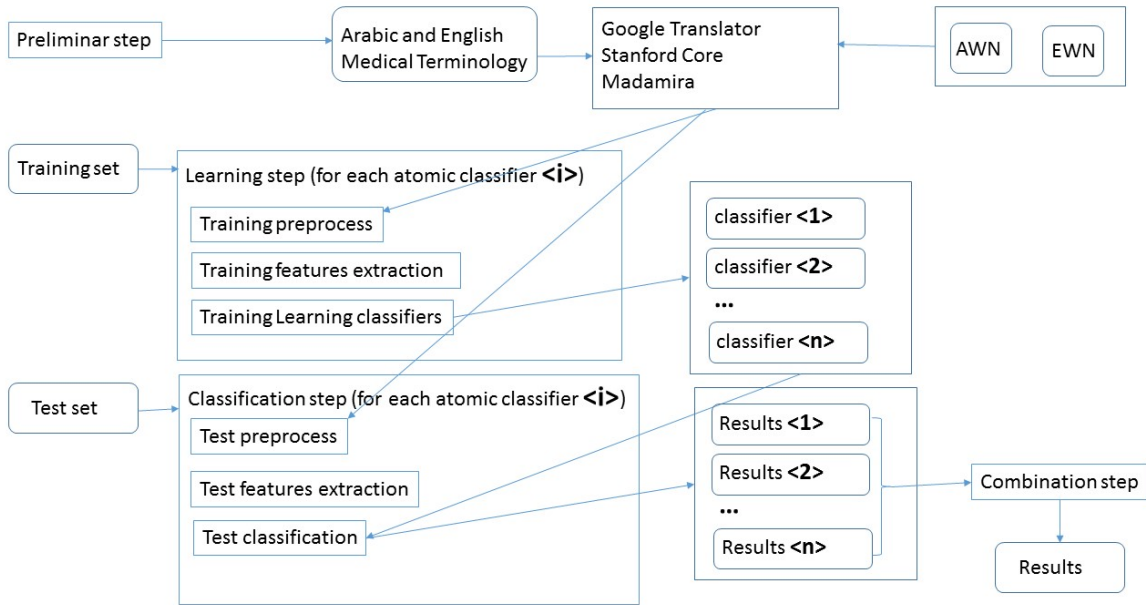 Preliminar step
Arabic and English
Medical Terminology
Google Translator
Stanford Core
Madamira
AWN
EWN
Training set
Learning step (for each atomic classifier <i>)
Training preprocess
Training features extraction
Training Learning classifiers
classifier <1>
classifier <2>
...
classifier <n>
Test set
Classification step (for each atomic classifier <i>)
Test preprocess
Test features extraction
Test classification
Results <1>
Results <2>
...
Results <n>
Combination step
Results